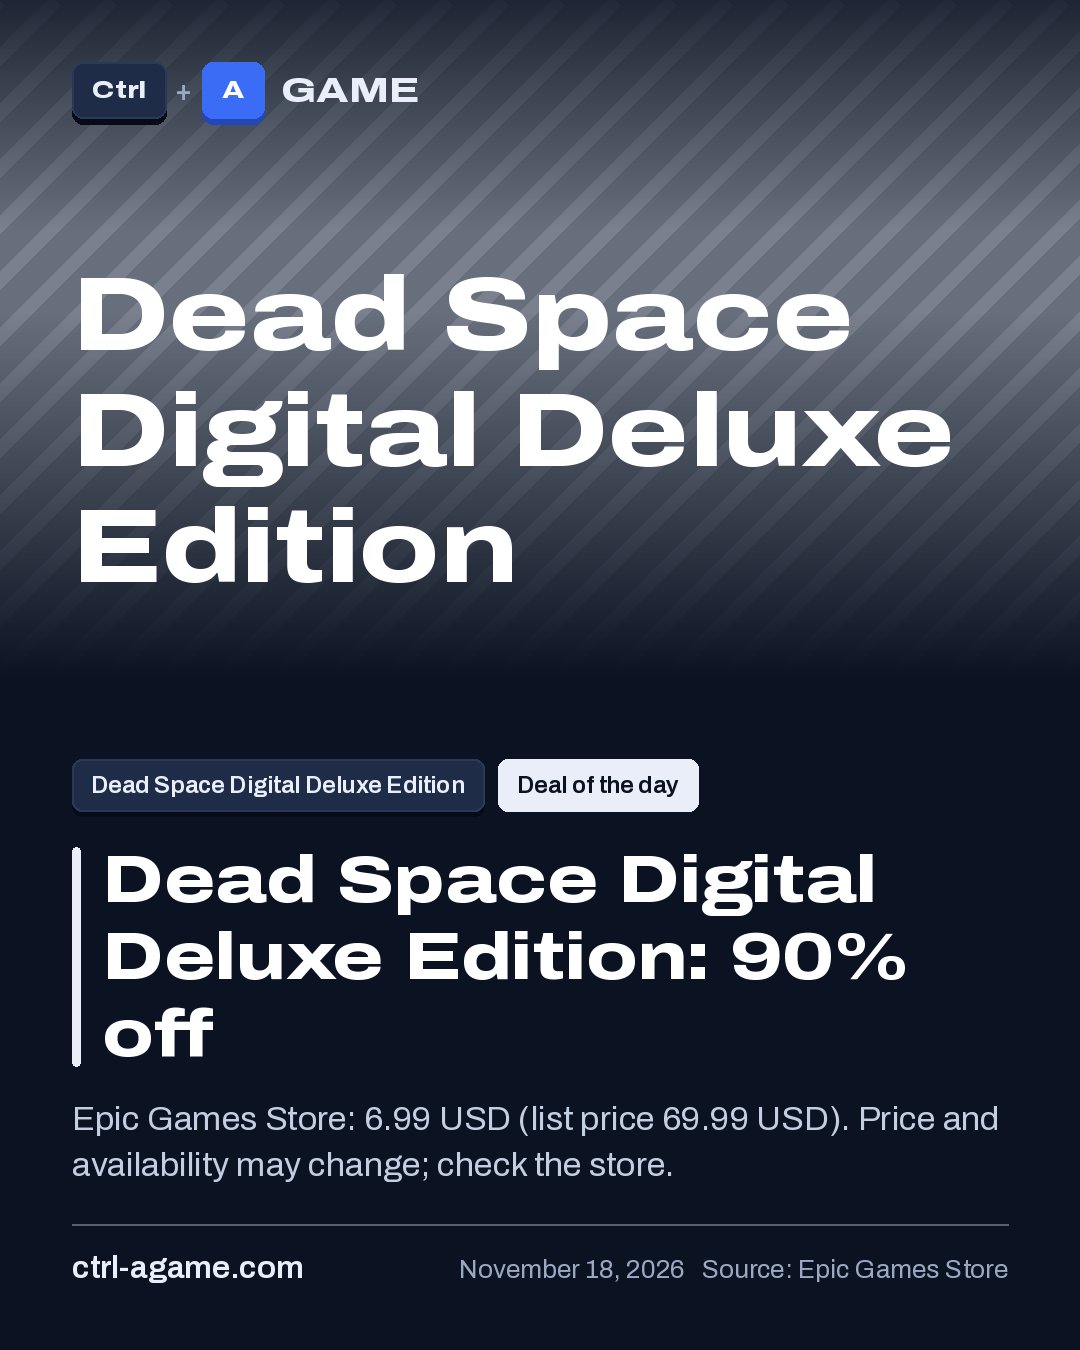 Ctrl + A GAME
Dead Space
Digital Deluxe
Edition
Dead Space Digital Deluxe Edition Deal of the day
Dead Space Digital
Deluxe Edition: 90%
off
Epic Games Store: 6.99 USD (list price 69.99 USD). Price and
availability may change; check the store.
ctrl-agame.com November 18, 2026 Source: Epic Games Store